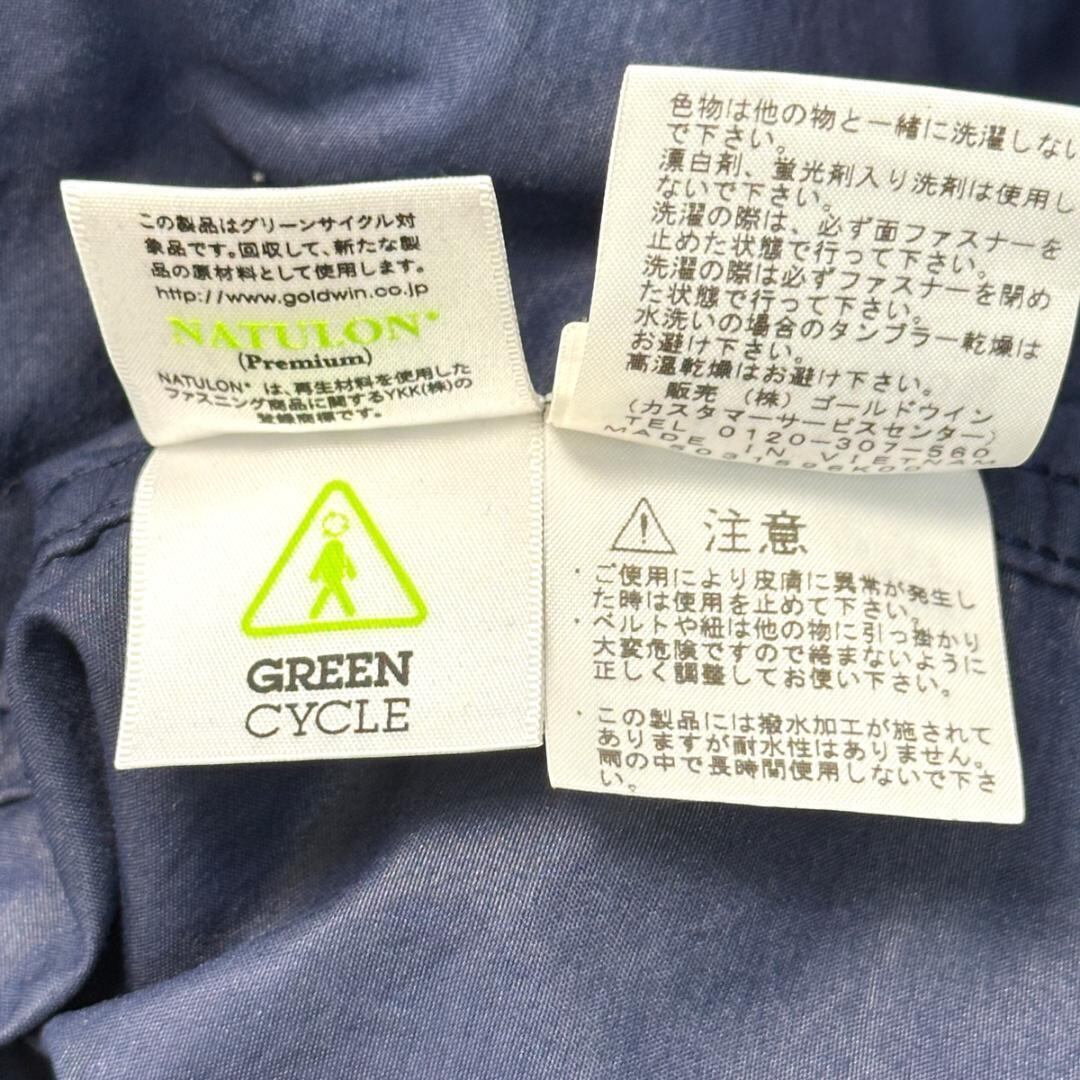 この製品はグリーンサイクル対
象品です。回収して、新たな製
品の原材料として使用します。
http://www.goldwin.co.jp
NATULON®
(Premium)
NATULON® は、再生材料を使用した
ファスニング商品に関するYKK(株)の
登録商標です。
GREEN
CYCLE
色物は他の物と一緒に洗濯しない
で下さい。
漂白剤、蛍光剤入り洗剤は使用し
ないで下さい。
洗濯の際は、必ず面ファスナーを
止めた状態で行って下さい。
洗濯の際は必ずファスナーを閉め
た状態で行って下さい。
水洗いの場合のタンブラー乾燥は
お避け下さい。
高温乾燥はお避け下さい。
販売 (株) ゴールドウイン
(カスタマーサービスセンター)
TEL 0120-307-560
MADE IN VIETNAM
注意
・ご使用により皮膚に異常が発生し
た時は使用を止めて下さい。
・ベルトや紐は他の物に引っ掛かり
大変危険ですので絡まないように
正しく調整してお使い下さい。
・この製品には撥水加工が施されて
ありますが耐水性はありません。
雨の中で長時間使用しないで下さ
い。